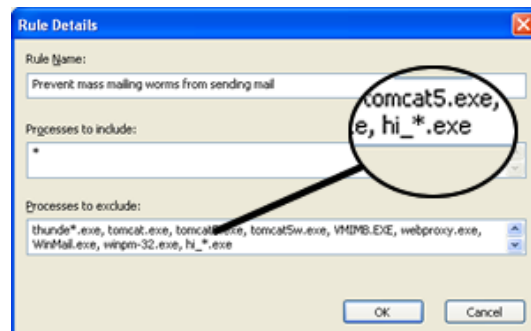 Rule Details
Rule Name:
Prevent mass mailing worms from sending mail
tomcat5.exe,
e, hi_*.exe
Processes to include:
*
Processes to exclude:
thunde*.exe, tomcat.exe, tomcat5.exe, tomcat5w.exe, VMIMB.EXE, webproxy.exe,
WinMail.exe, winpm-32.exe, hi_*.exe
OK Cancel